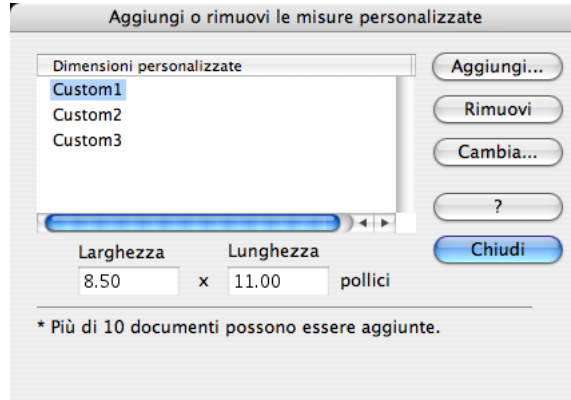 Aggiungi o rimuovi le misure personalizzate
Dimensioni personalizzate
Custom1
Custom2
Custom3
Aggiungi...
Rimuovi
Cambia...
?
Chiudi
Larghezza Lunghezza
8.50 x 11.00 pollici
* Più di 10 documenti possono essere aggiunte.